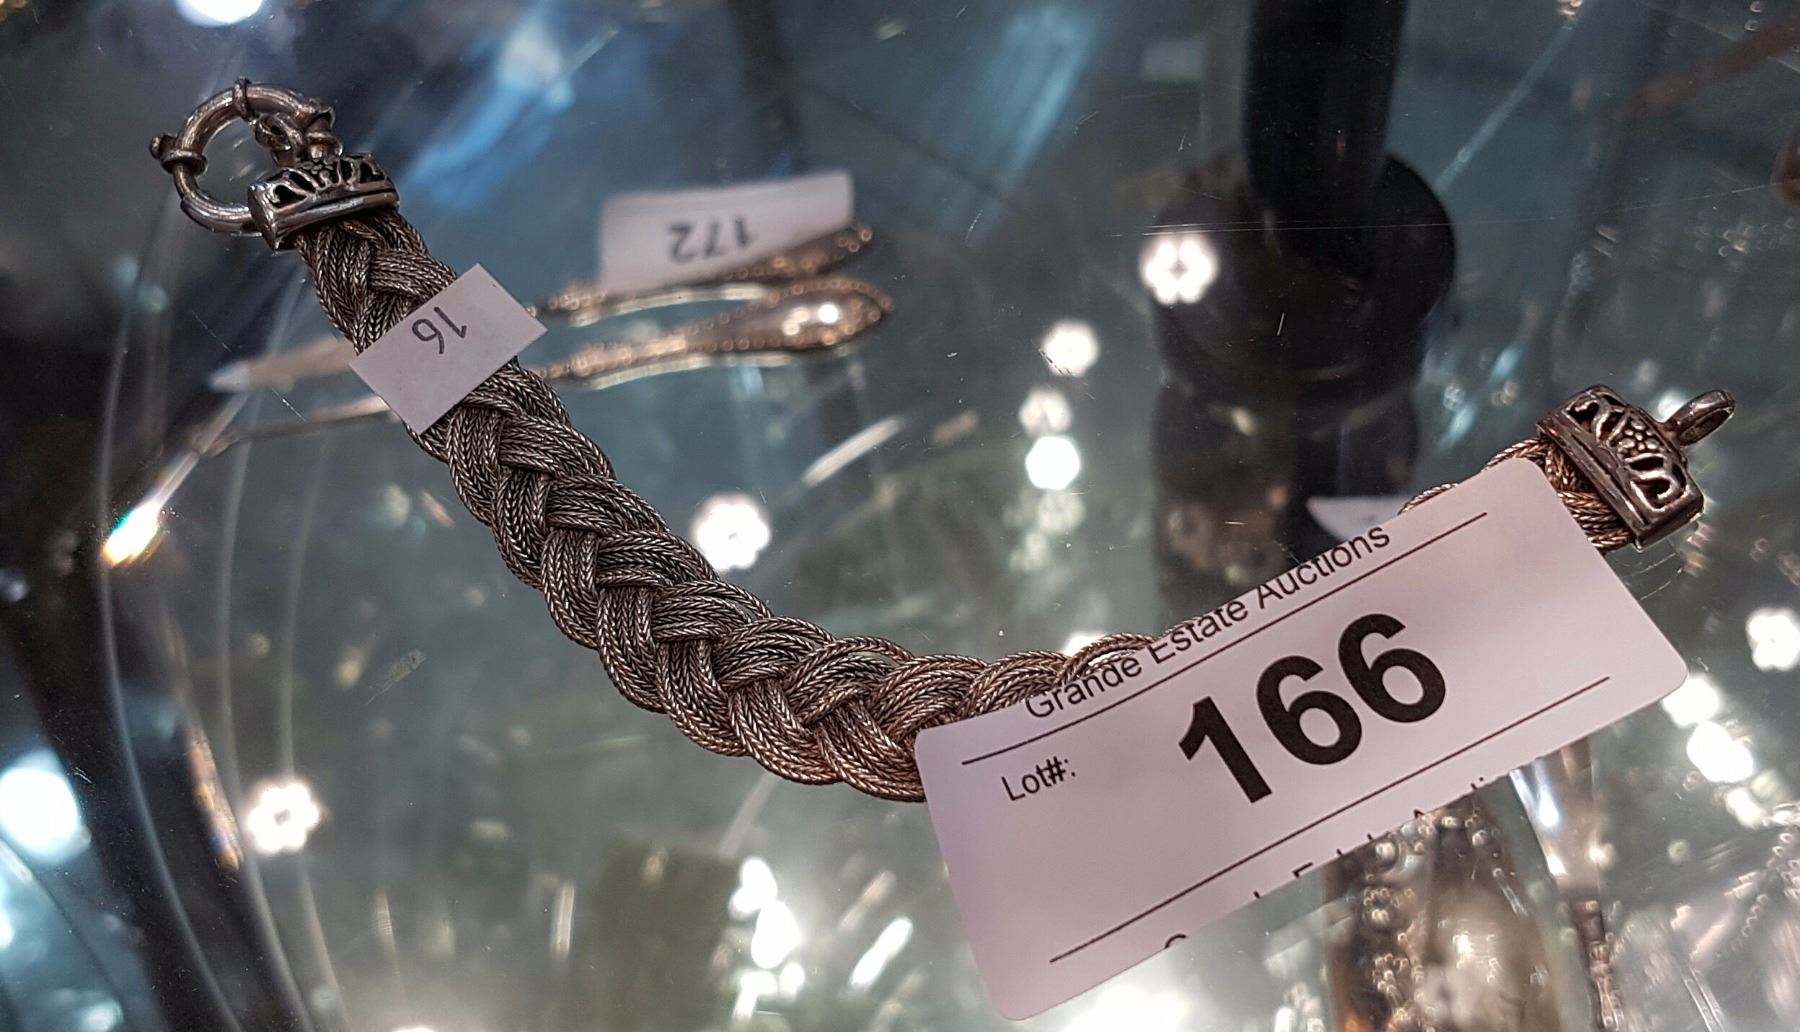 172
16
Grande Estate Auctions
Lot#: 166